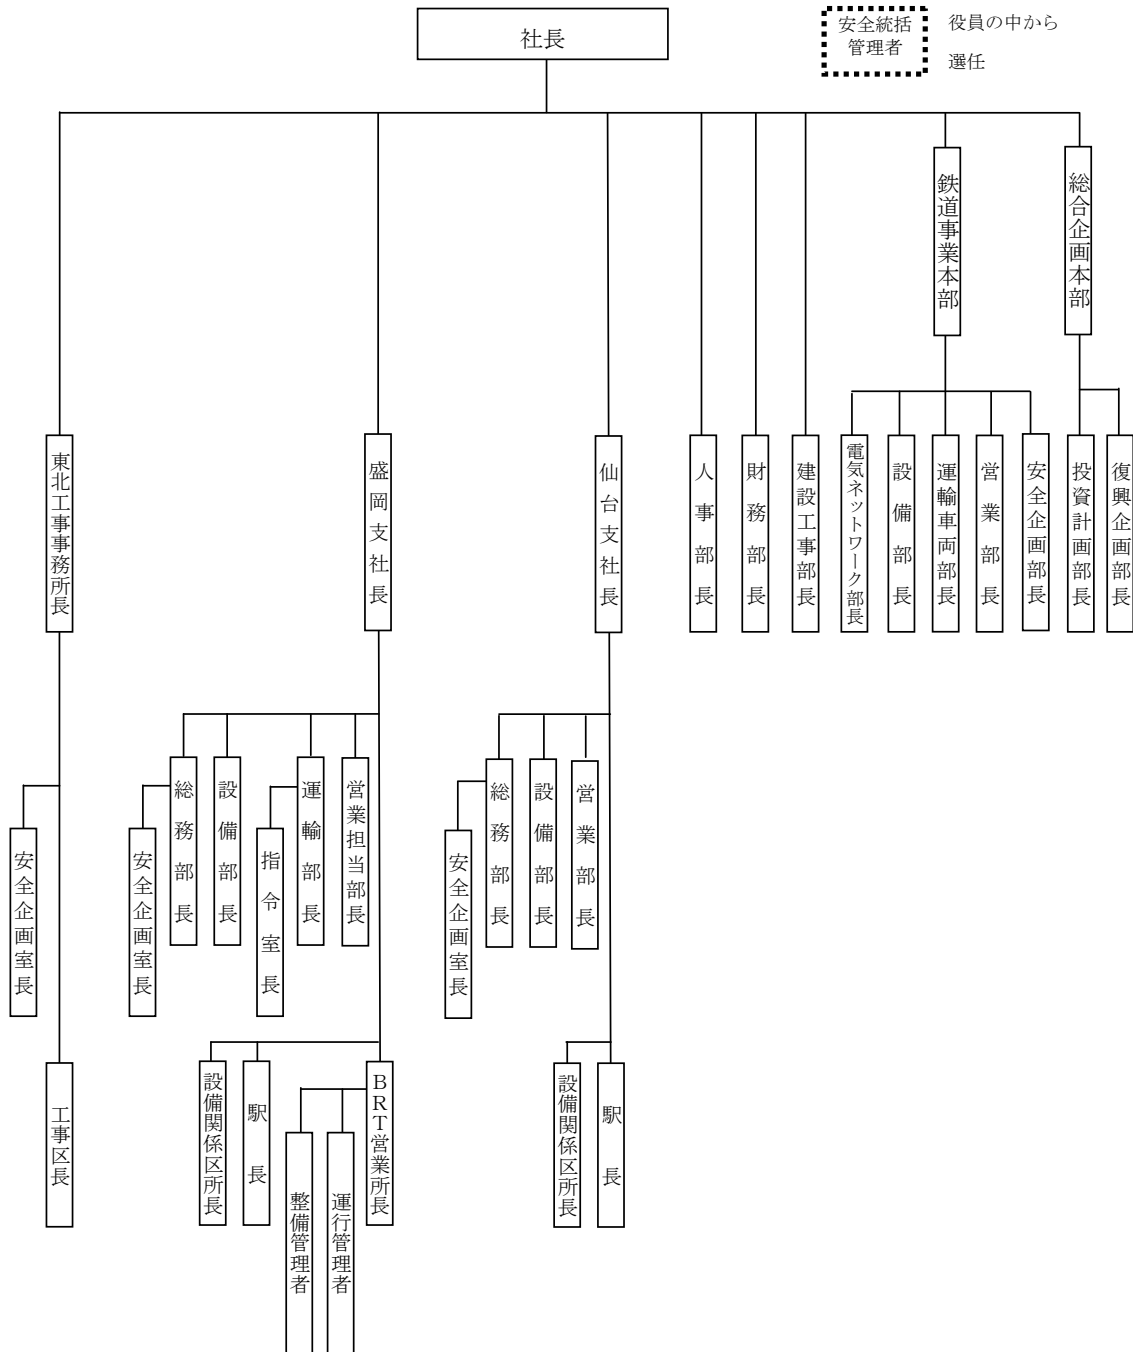 社長
安全統括
管理者
役員の中から
選任
総合企画本部
鉄道事業本部
復興企画部長
投資計画部長
安全企画部長
営業部長
運輸車両部長
設備部長
電気ネットワーク部長
建設工事部長
財務部長
人事部長
仙台支社長
盛岡支社長
東北工事事務所長
営業部長
設備部長
総務部長
安全企画室長
営業担当部長
運輸部長
指令室長
設備部長
総務部長
安全企画室長
安全企画室長
駅長
設備関係区所長
BRT営業所長
運行管理者
整備管理者
駅長
設備関係区所長
工事区長